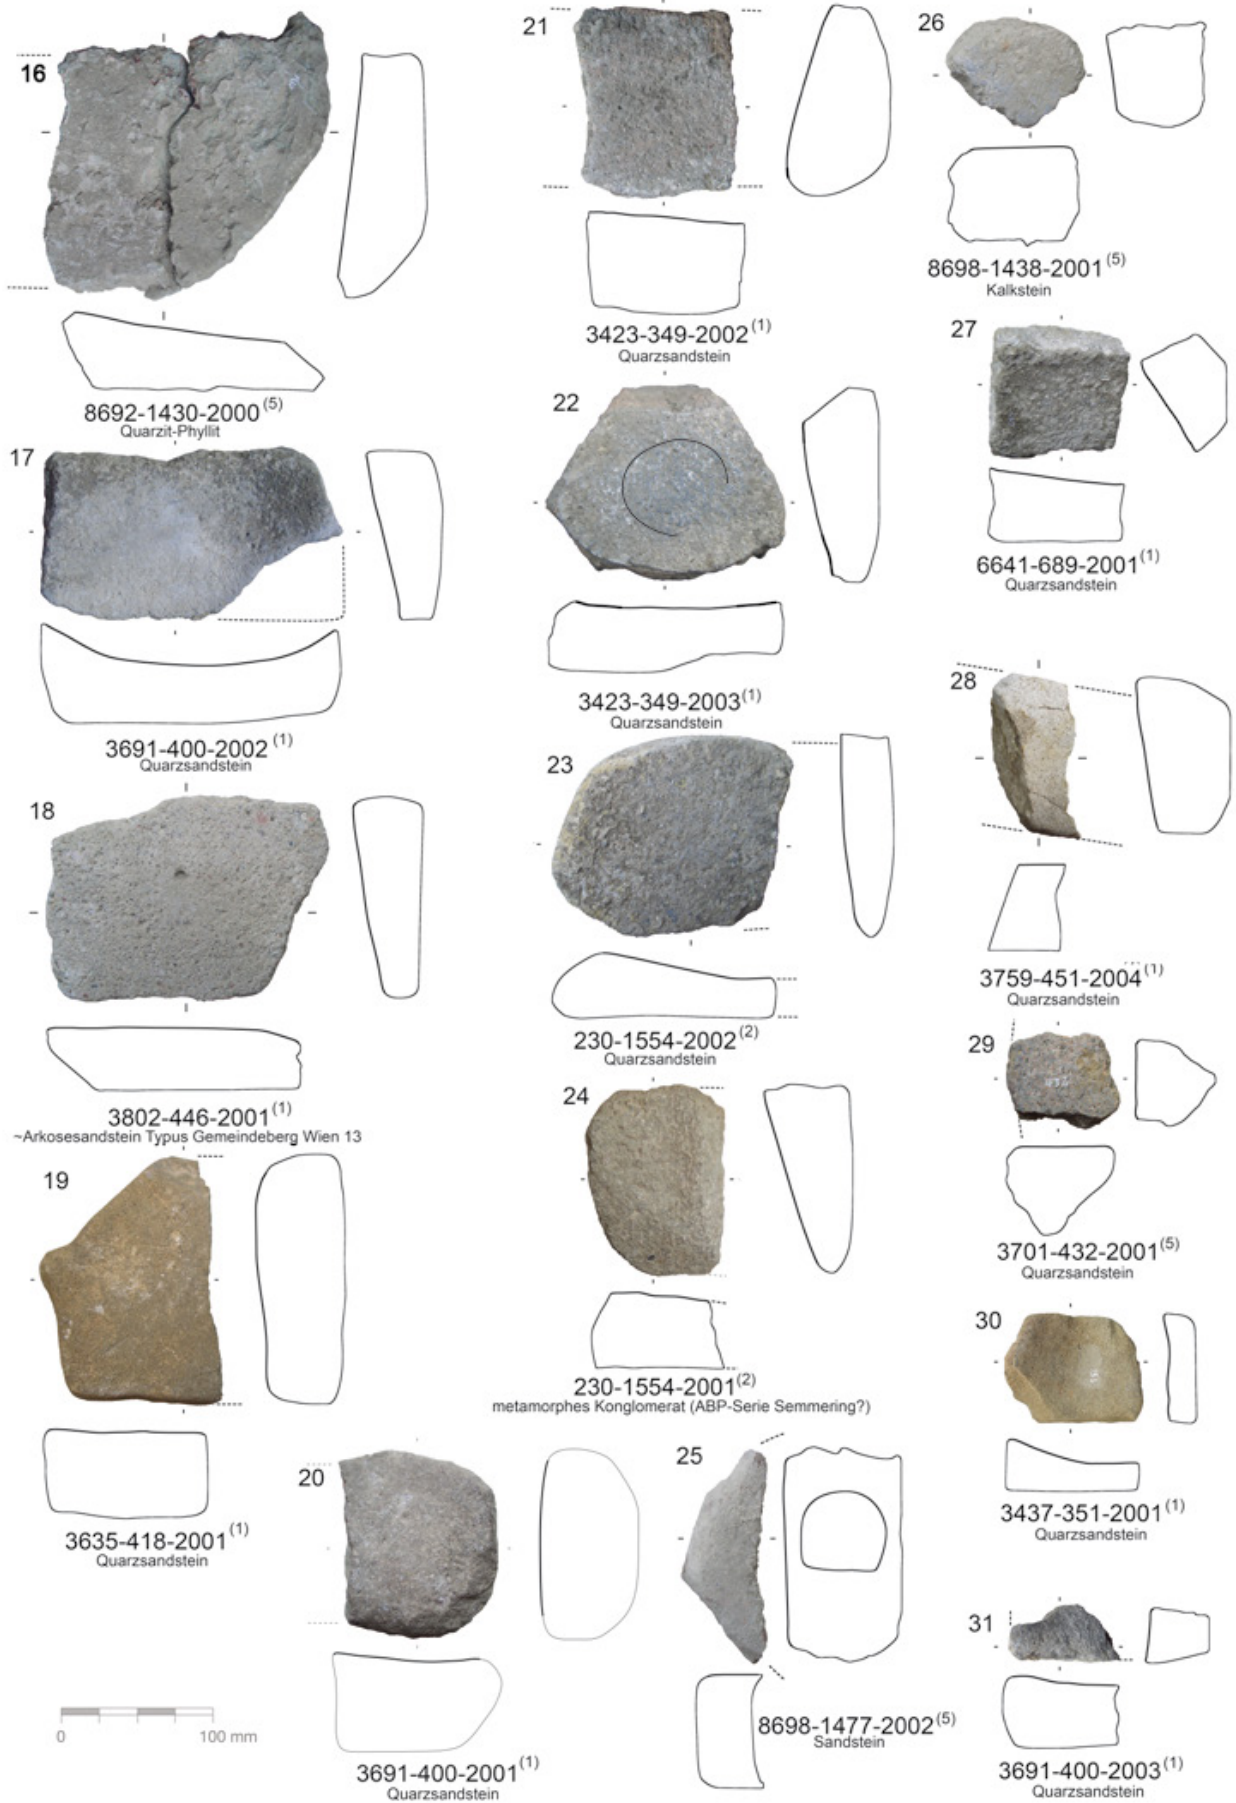 16
8692-1430-2000 (5)
Quarzit-Phyllit
17
3691-400-2002 (1)
Quarzsandstein
18
3802-446-2001 (1)
~Arkosesandstein Typus Gemeindeberg Wien 13
19
3635-418-2001 (1)
Quarzsandstein
20
3691-400-2001 (1)
Quarzsandstein
0 100 mm
21
3423-349-2002 (1)
Quarzsandstein
22
3423-349-2003 (1)
Quarzsandstein
23
230-1554-2002 (2)
Quarzsandstein
24
230-1554-2001 (2)
metamorphes Konglomerat (ABP-Serie Semmering?)
25
8698-1477-2002 (5)
Sandstein
26
8698-1438-2001 (5)
Kalkstein
27
6641-689-2001 (1)
Quarzsandstein
28
3759-451-2004 (1)
Quarzsandstein
29
3701-432-2001 (5)
Quarzsandstein
30
3437-351-2001 (1)
Quarzsandstein
31
3691-400-2003 (1)
Quarzsandstein